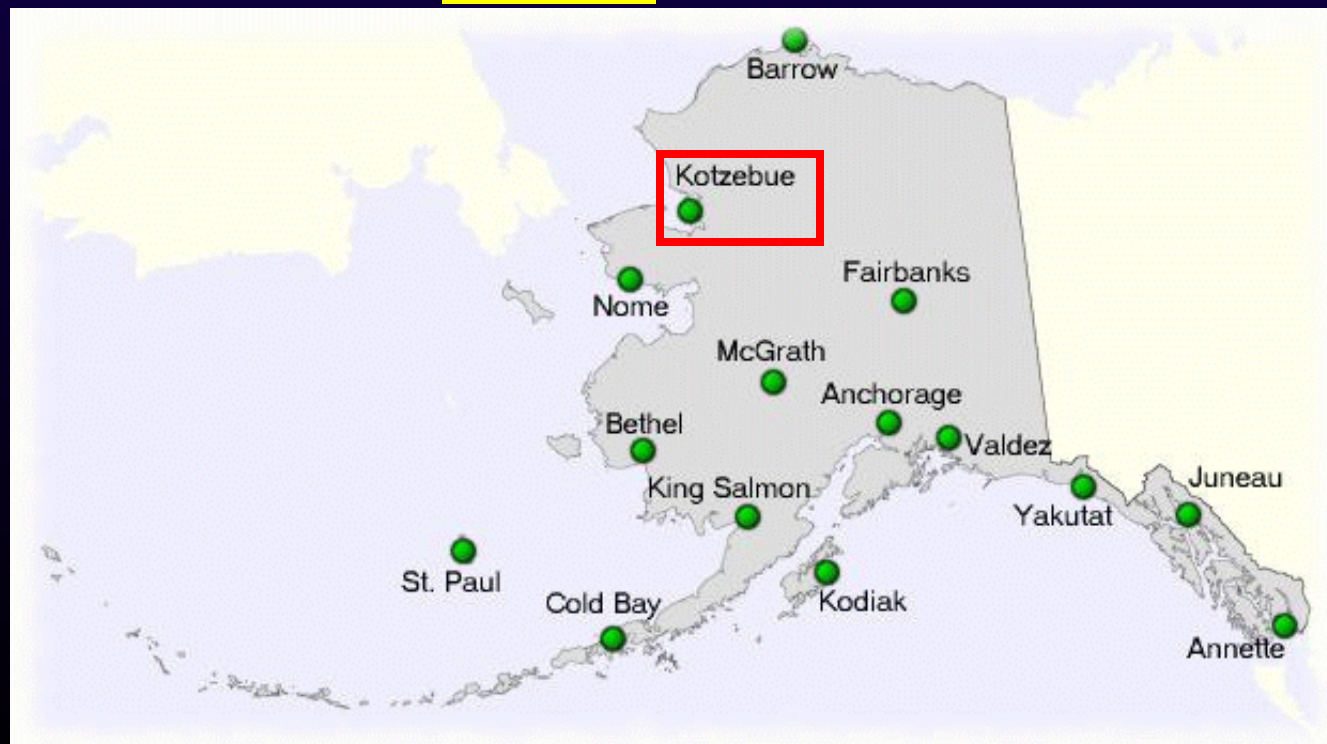 Barrow
Kotzebue
Fairbanks
Nome
McGrath
Anchorage
Bethel
Valdez
King Salmon
Juneau
Yakutat
St. Paul
Cold Bay
Kodiak
Annette